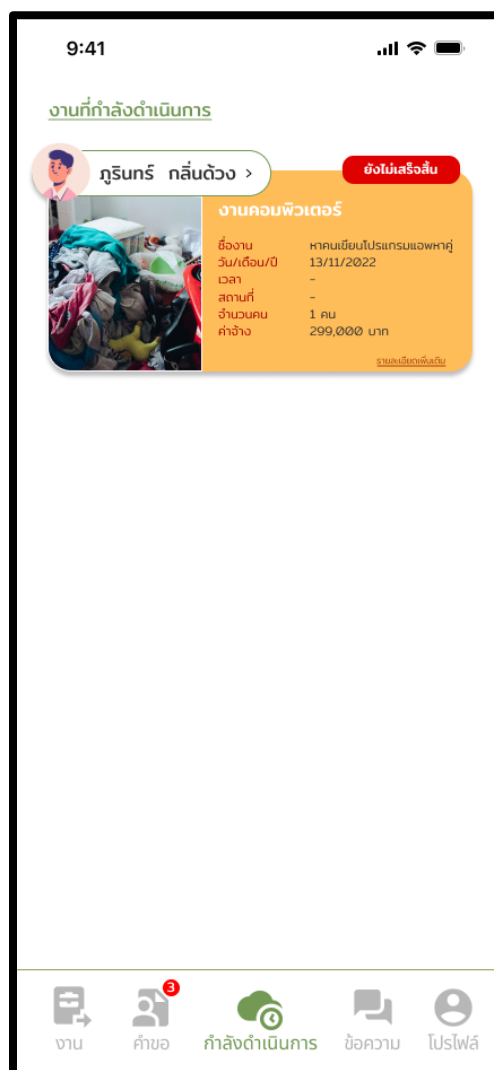 9:41
งานที่กำลังดำเนินการ
ภูรินทร์ กลิ่นด้วง >
ยังไม่เสร็จสิ้น
งานคอมพิวเตอร์
ชื่องาน หาคนเขียนโปรแกรมแอพหาคู่
วัน/เดือน/ปี 13/11/2022
เวลา -
สถานที่ -
จำนวนคน 1 คน
ค่าจ้าง 299,000 บาท
รายละเอียดเพิ่มเติม
3
งาน คำขอ กำลังดำเนินการ ข้อความ โปรไฟล์